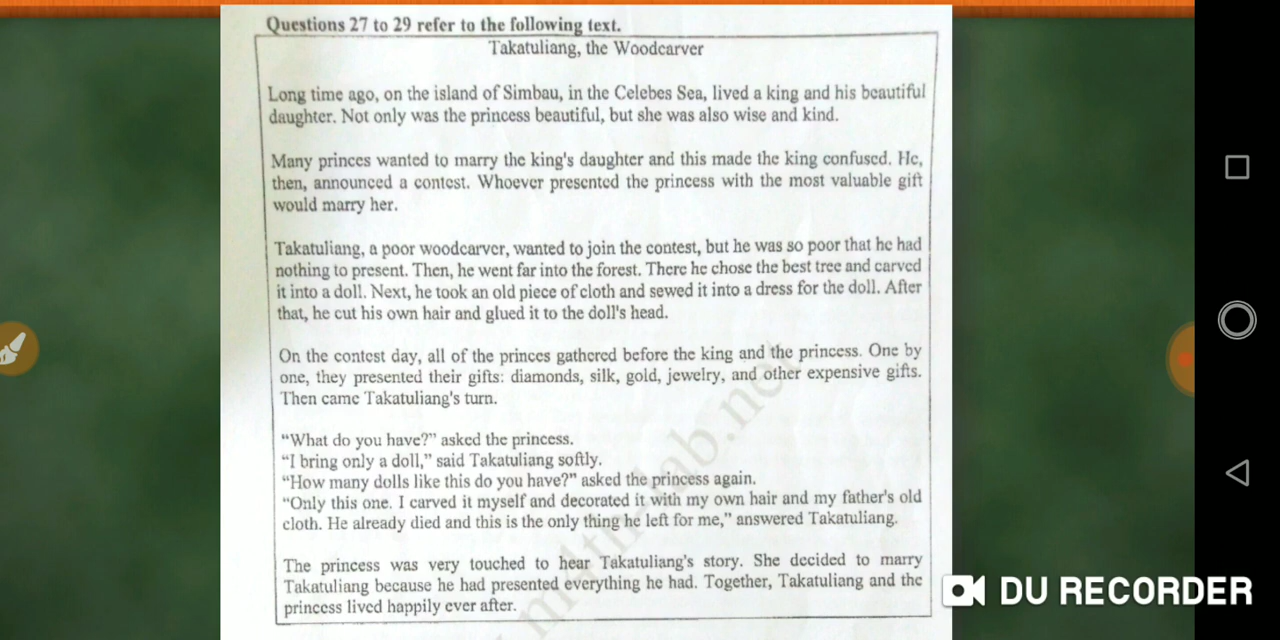 Questions 27 to 29 refer to the following text.
Takatuliang, the Woodcarver
Long time ago, on the island of Simbau, in the Celebes Sea, lived a king and his beautiful
daughter. Not only was the princess beautiful, but she was also wise and kind.
Many princes wanted to marry the king's daughter and this made the king confused. He,
then, announced a contest. Whoever presented the princess with the most valuable gift
would marry her.
Takatuliang, a poor woodcarver, wanted to join the contest, but he was so poor that he had
nothing to present. Then, he went far into the forest. There he chose the best tree and carved
it into a doll. Next, he took an old piece of cloth and sewed it into a dress for the doll. After
that, he cut his own hair and glued it to the doll's head.
On the contest day, all of the princes gathered before the king and the princess. One by
one, they presented their gifts: diamonds, silk, gold, jewelry, and other expensive gifts.
Then came Takatuliang's turn.
“What do you have?” asked the princess.
“I bring only a doll,” said Takatuliang softly.
“How many dolls like this do you have?” asked the princess again.
“Only this one. I carved it myself and decorated it with my own hair and my father's old
cloth. He already died and this is the only thing he left for me,” answered Takatuliang.
The princess was very touched to hear Takatuliang's story. She decided to marry
Takatuliang because he had presented everything he had. Together, Takatuliang and the
princess lived happily ever after.
DU RECORDER